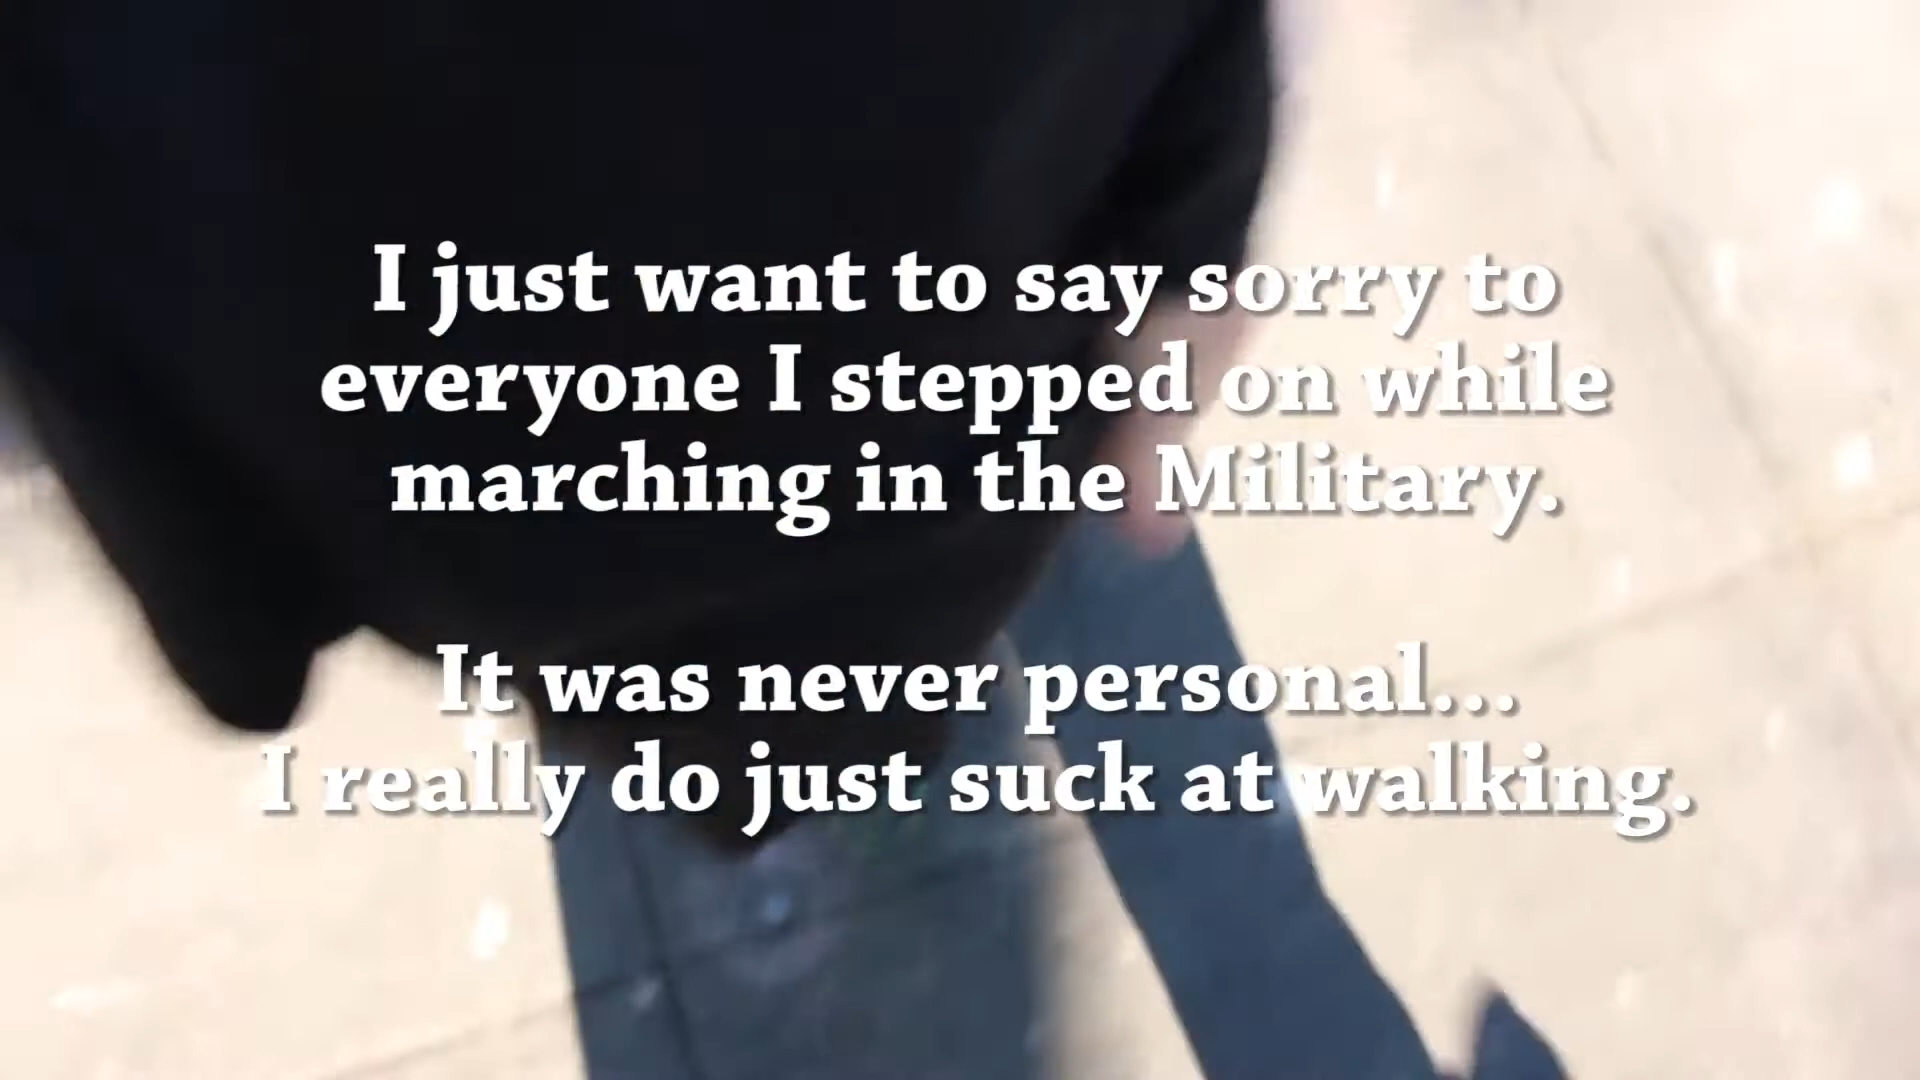 I just want to say sorry to
everyone I stepped on while
marching in the Military.
It was never personal...
I really do just suck at walking.